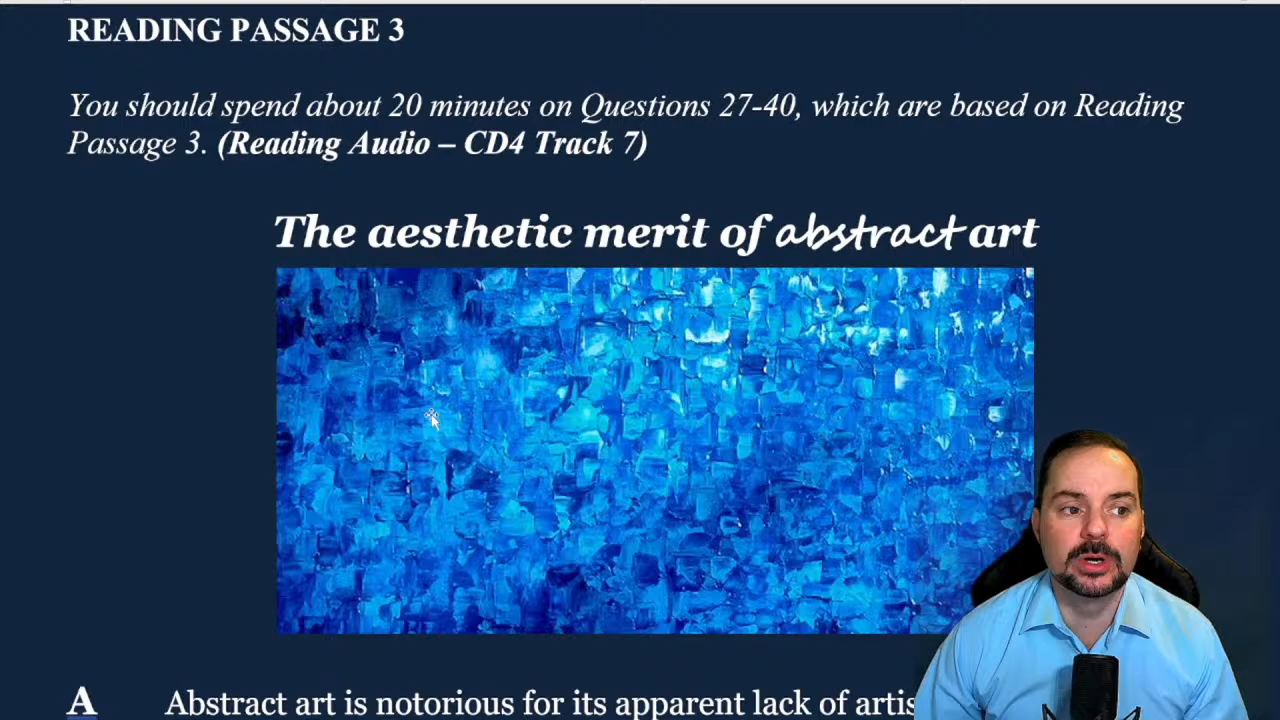 READING PASSAGE 3
You should spend about 20 minutes on Questions 27-40, which are based on Reading
Passage 3. (Reading Audio – CD4 Track 7)
The aesthetic merit of abstract art
A Abstract art is notorious for its apparent lack of